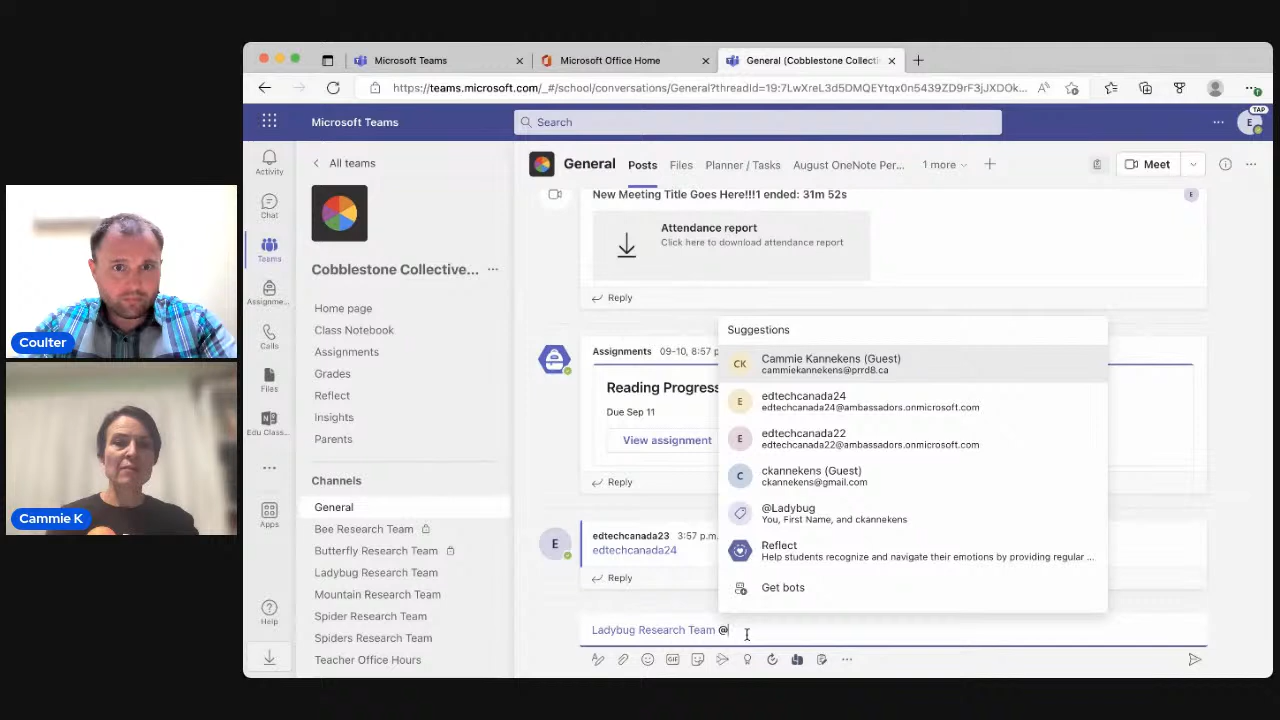 Microsoft Teams
Microsoft Office Home
General (Cobblestone Collecti
https://teams.microsoft.com/_#/school/conversations/General?threadId=19:7LwXreL3d5DMQEYtqx0n5439ZD9rF3jJXDOk...
Microsoft Teams
Search
TAP
E
Activity
Chat
Teams
Assignme...
Calls
Files
Edu Class...
Apps
Help
All teams
Cobblestone Collective...
Home page
Class Notebook
Assignments
Grades
Reflect
Insights
Parents
Channels
General
Bee Research Team
Butterfly Research Team
Ladybug Research Team
Mountain Research Team
Spider Research Team
Spiders Research Team
Teacher Office Hours
General
Posts
Files
Planner / Tasks
August OneNote Per...
1 more
Meet
New Meeting Title Goes Here!!!1 ended: 31m 52s
E
Attendance report
Click here to download attendance report
Reply
Assignments 09-10, 8:57 p
Reading Progress
Due Sep 11
View assignment
Reply
E
edtechcanada23 3:57 p.m.
edtechcanada24
Reply
Suggestions
CK
Cammie Kannekens (Guest)
cammiekannekens@prrd8.ca
E
edtechcanada24
edtechcanada24@ambassadors.onmicrosoft.com
E
edtechcanada22
edtechcanada22@ambassadors.onmicrosoft.com
C
ckannekens (Guest)
ckannekens@gmail.com
@Ladybug
You, First Name, and ckannekens
Reflect
Help students recognize and navigate their emotions by providing regular ...
Get bots
Ladybug Research Team @
GIF
Coulter
Cammie K